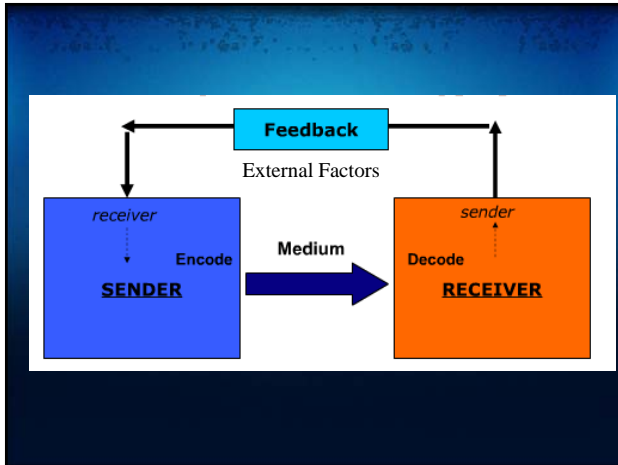 Feedback
External Factors
receiver
sender
Medium
Encode
Decode
SENDER
RECEIVER